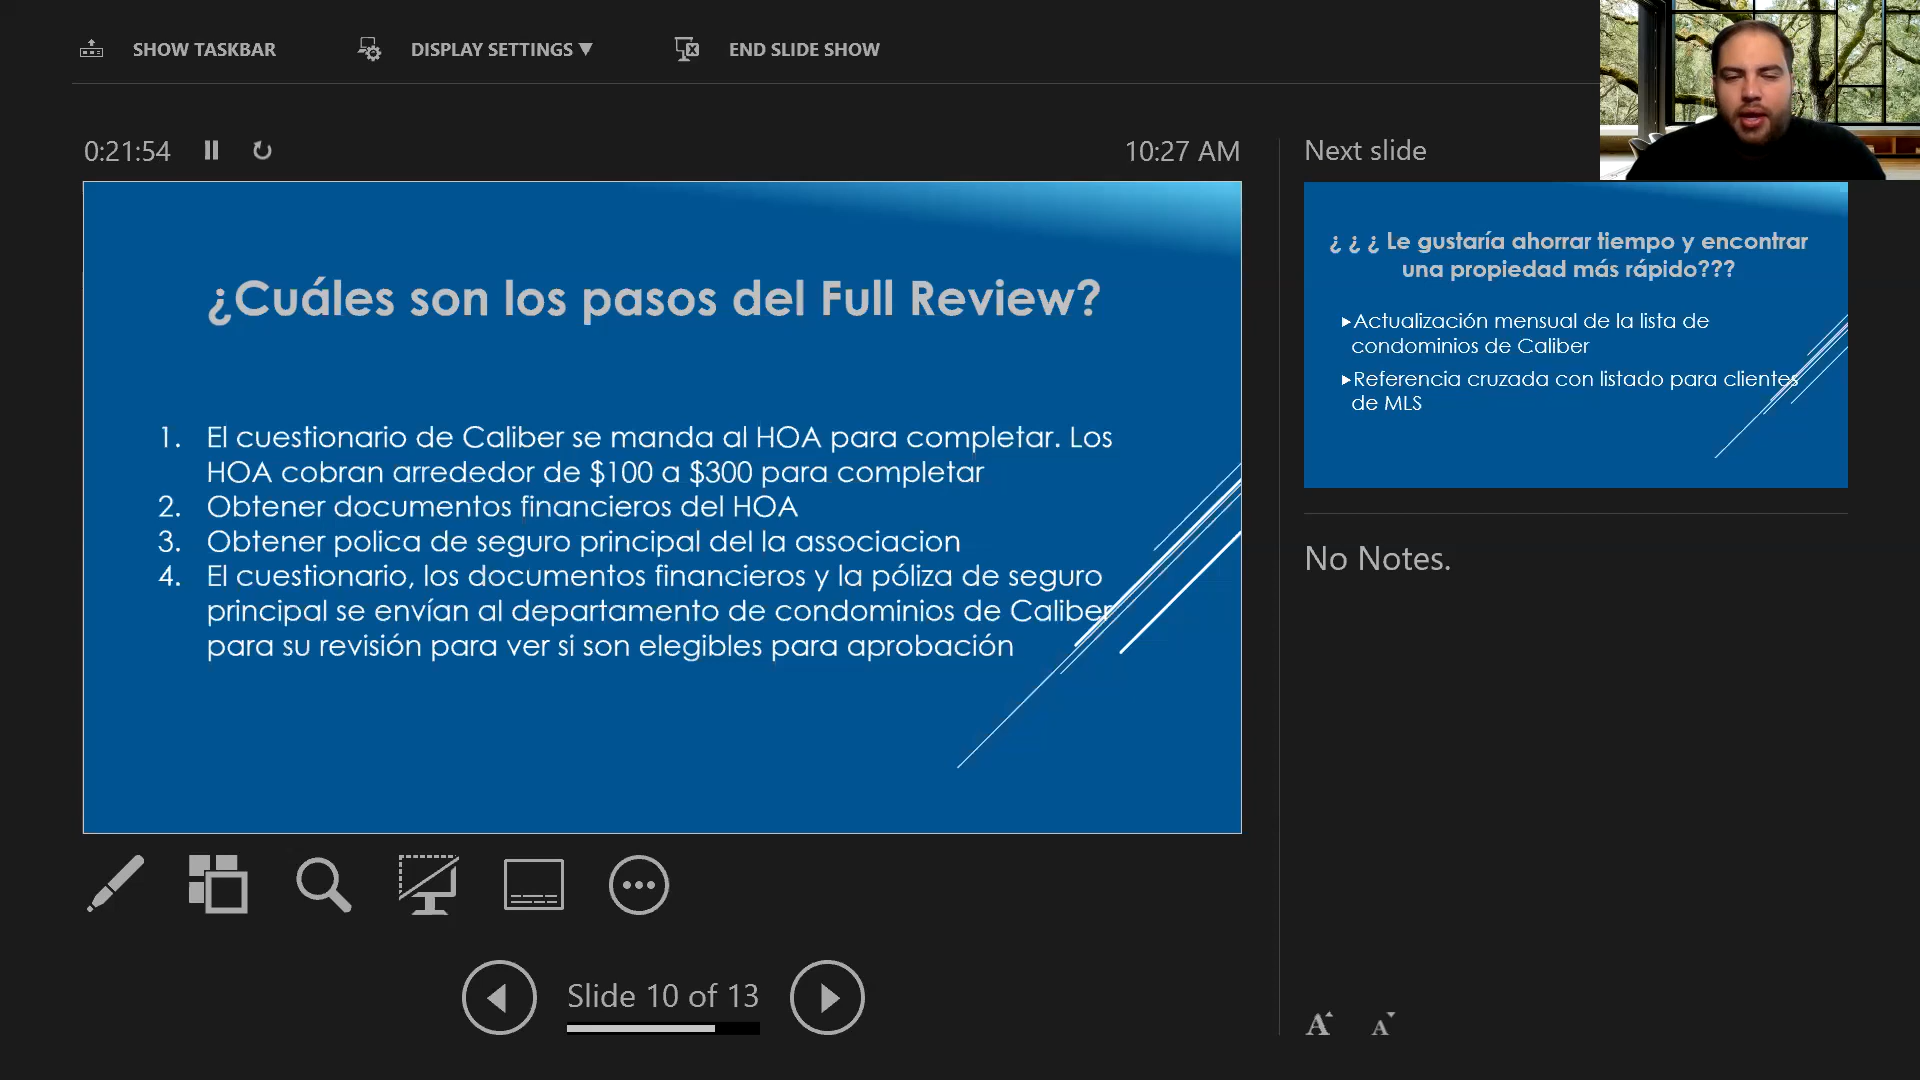 SHOW TASKBAR
DISPLAY SETTINGS ▼
END SLIDE SHOW
0:21:54
10:27 AM
¿Cuáles son los pasos del Full Review?
1. El cuestionario de Caliber se manda al HOA para completar. Los
HOA cobran arrededor de $100 a $300 para completar
2. Obtener documentos financieros del HOA
3. Obtener polica de seguro principal del la associacion
4. El cuestionario, los documentos financieros y la póliza de seguro
principal se envían al departamento de condominios de Caliber
para su revisión para ver si son elegibles para aprobación
Slide 10 of 13
Next slide
¿ ¿ ¿ Le gustaría ahorrar tiempo y encontrar
una propiedad más rápido???
Actualización mensual de la lista de
condominios de Caliber
Referencia cruzada con listado para clientes
de MLS
No Notes.
A A